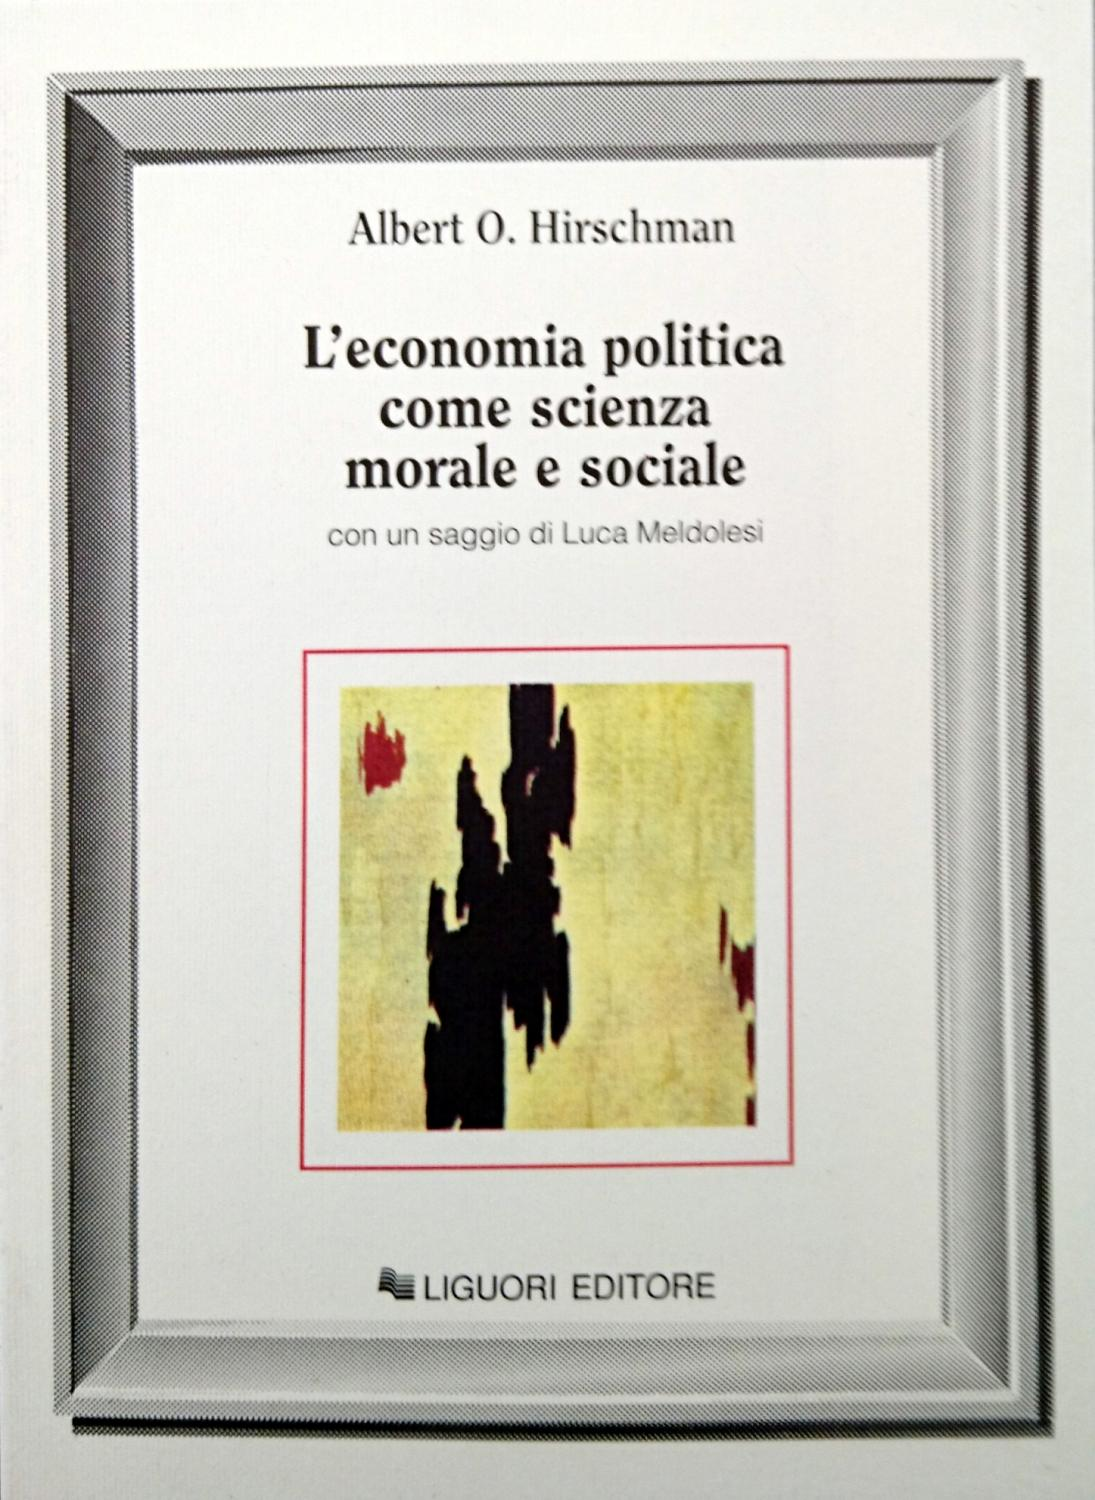 Albert O. Hirschman
L'economia politica
come scienza
morale e sociale
con un saggio di Luca Meldolesi
LIGUORI EDITORE